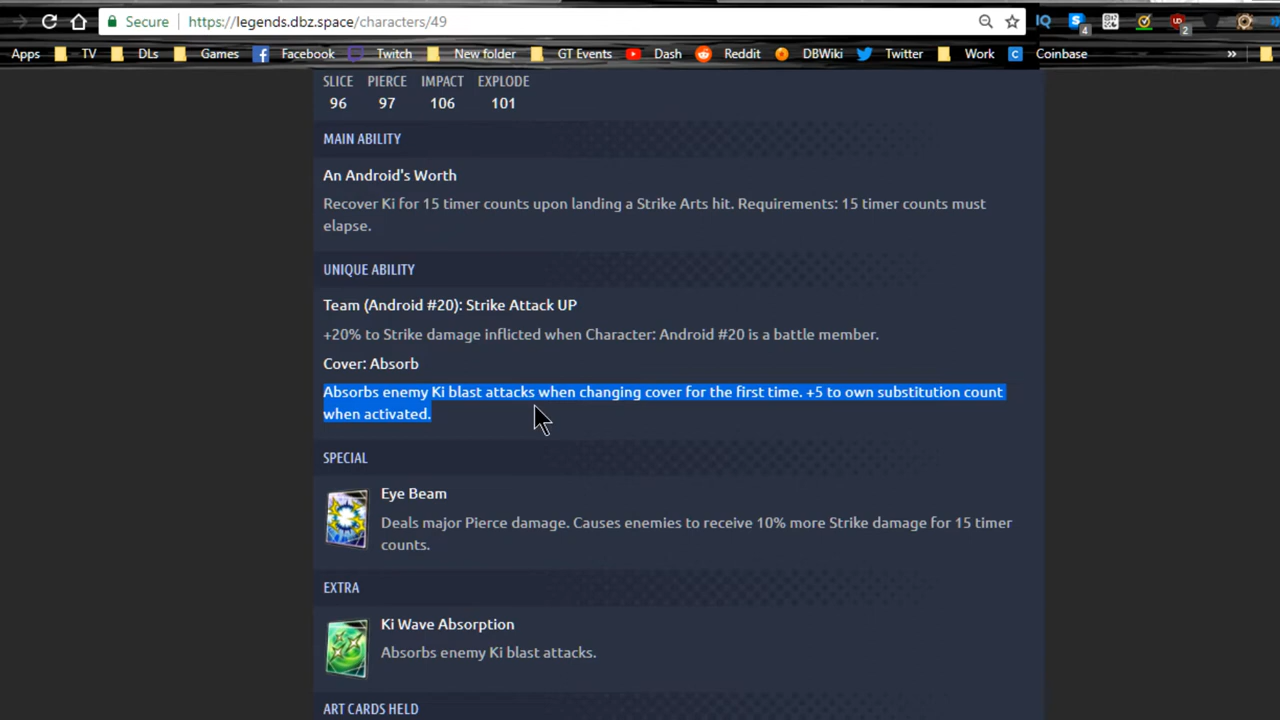 Secure https://legends.dbz.space/characters/49
4 2
Apps TV DLs Games Facebook Twitch New folder GT Events Dash Reddit DBWiki Twitter Work Coinbase »
SLICE PIERCE IMPACT EXPLODE
96 97 106 101
MAIN ABILITY
An Android's Worth
Recover Ki for 15 timer counts upon landing a Strike Arts hit. Requirements: 15 timer counts must
elapse.
UNIQUE ABILITY
Team (Android #20): Strike Attack UP
+20% to Strike damage inflicted when Character: Android #20 is a battle member.
Cover: Absorb
Absorbs enemy Ki blast attacks when changing cover for the first time. +5 to own substitution count
when activated.
SPECIAL
Eye Beam
Deals major Pierce damage. Causes enemies to receive 10% more Strike damage for 15 timer
counts.
EXTRA
Ki Wave Absorption
Absorbs enemy Ki blast attacks.
ART CARDS HELD